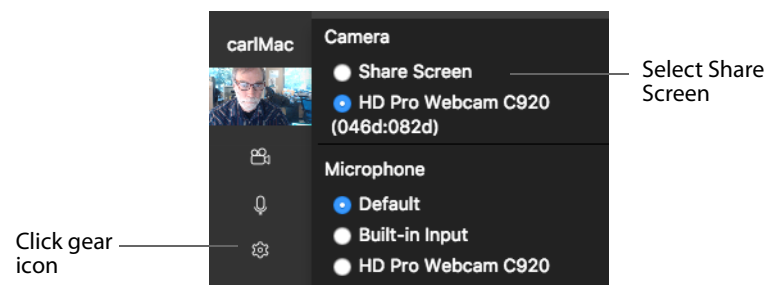 carlMac
Camera
Share Screen
HD Pro Webcam C920
(046d:082d)
Select Share
Screen
Microphone
Default
Built-in Input
HD Pro Webcam C920
Click gear
icon